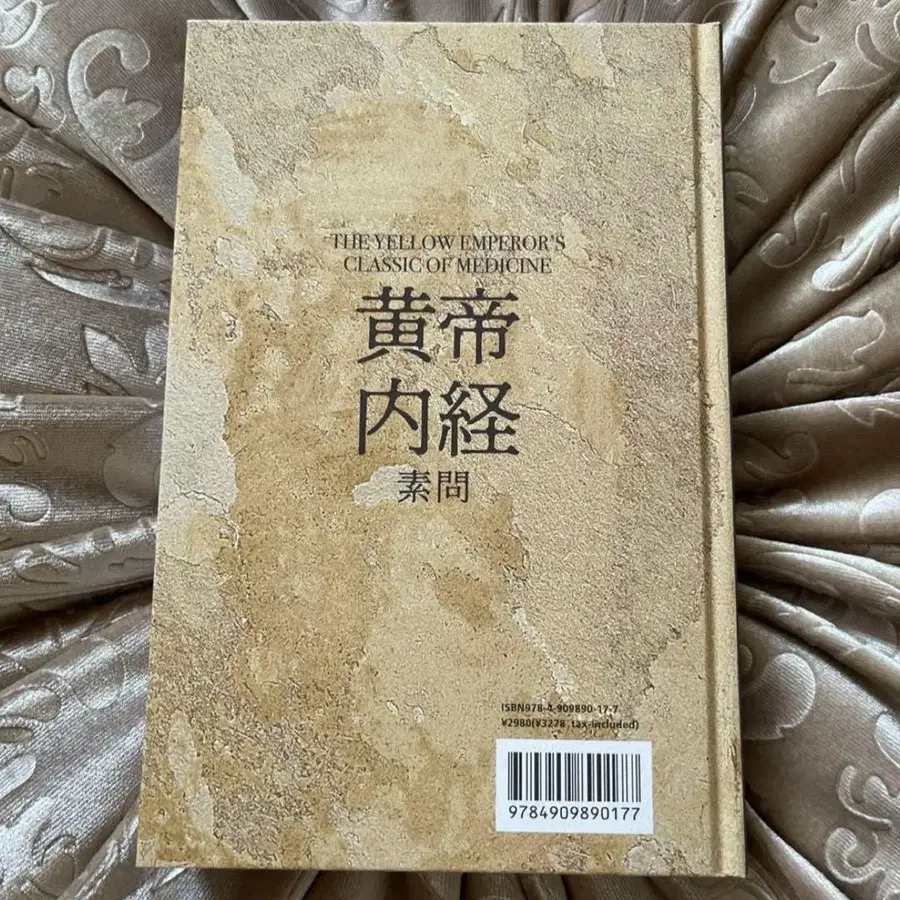 THE YELLOW EMPEROR'S
CLASSIC OF MEDICINE
黄帝
内経
素問
ISBN978-4-909890-17-7
¥2980(¥3278 tax-included)
9784909890177